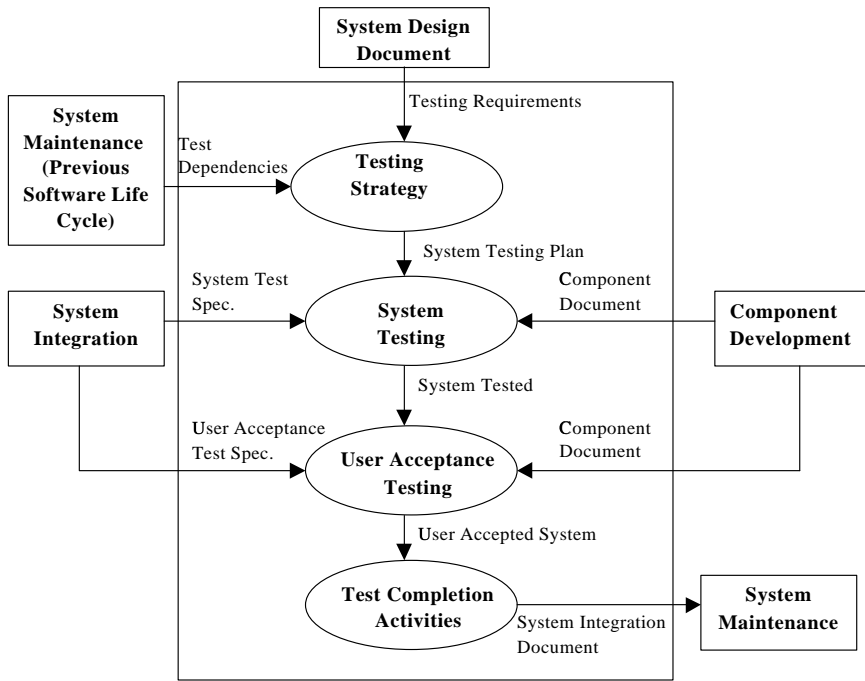 System Design
Document
Testing Requirements
System
Maintenance
(Previous
Software Life
Cycle)
Test
Dependencies
Testing
Strategy
System Testing Plan
System Test
Spec.
Component
Document
System
Integration
System
Testing
Component
Development
System Tested
User Acceptance
Test Spec.
Component
Document
User Acceptance
Testing
User Accepted System
Test Completion
Activities
System Integration
Document
System
Maintenance